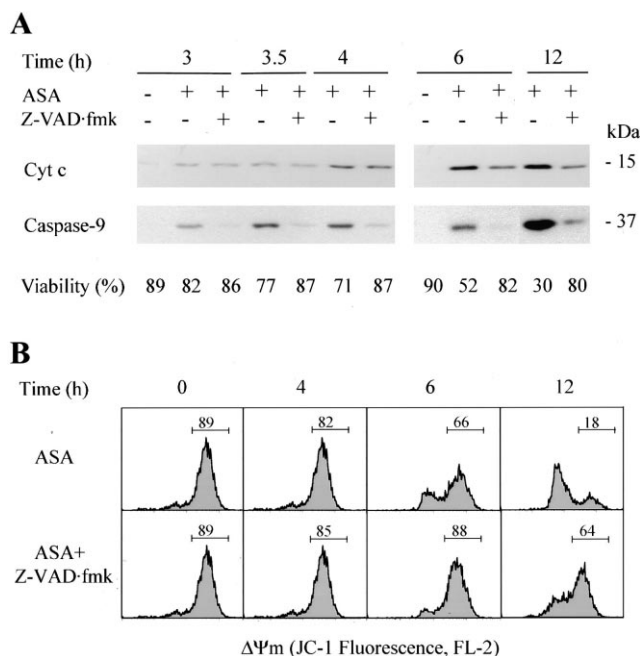 A
Time (h) 3 3.5 4 6 12
ASA - + + + + + + - + + + +
Z-VAD·fmk - - + - + - + - - + - + kDa
Cyt c - 15
Caspase-9 - 37
Viability (%) 89 82 86 77 87 71 87 90 52 82 30 80
B
Time (h) 0 4 6 12
ASA 89 82 66 18
ASA+
Z-VAD·fmk 89 85 88 64
ΔΨm (JC-1 Fluorescence, FL-2)